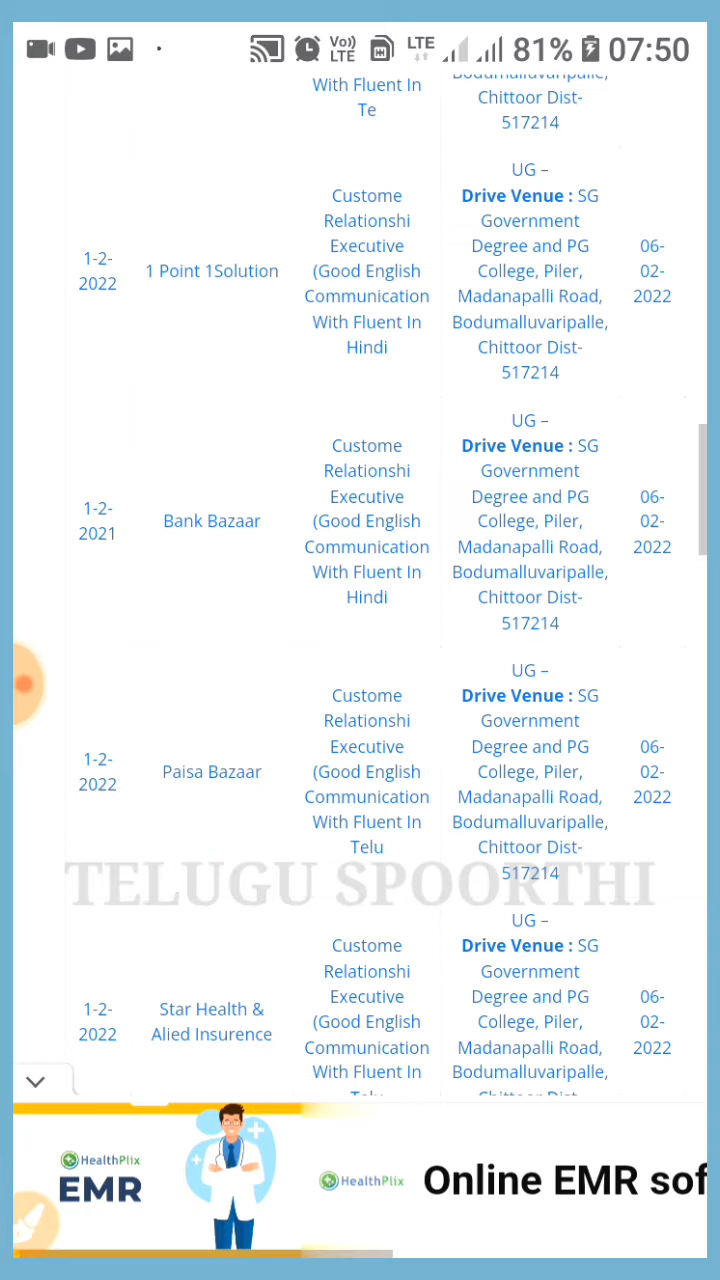 Vo)) LTE LTE 81% 07:50
With Fluent In
Te
Bodumalluvaripalle,
Chittoor Dist-
517214
1-2-
2022
1 Point 1Solution
Custome
Relationshi
Executive
(Good English
Communication
With Fluent In
Hindi
UG –
Drive Venue : SG
Government
Degree and PG
College, Piler,
Madanapalli Road,
Bodumalluvaripalle,
Chittoor Dist-
517214
06-
02-
2022
1-2-
2021
Bank Bazaar
Custome
Relationshi
Executive
(Good English
Communication
With Fluent In
Hindi
UG –
Drive Venue : SG
Government
Degree and PG
College, Piler,
Madanapalli Road,
Bodumalluvaripalle,
Chittoor Dist-
517214
06-
02-
2022
1-2-
2022
Paisa Bazaar
Custome
Relationshi
Executive
(Good English
Communication
With Fluent In
Telu
UG –
Drive Venue : SG
Government
Degree and PG
College, Piler,
Madanapalli Road,
Bodumalluvaripalle,
Chittoor Dist-
517214
06-
02-
2022
TELUGU SPOORTHI
1-2-
2022
Star Health &
Alied Insurence
Custome
Relationshi
Executive
(Good English
Communication
With Fluent In
UG –
Drive Venue : SG
Government
Degree and PG
College, Piler,
Madanapalli Road,
Bodumalluvaripalle,
06-
02-
2022
HealthPlix
EMR
HealthPlix
Online EMR sof